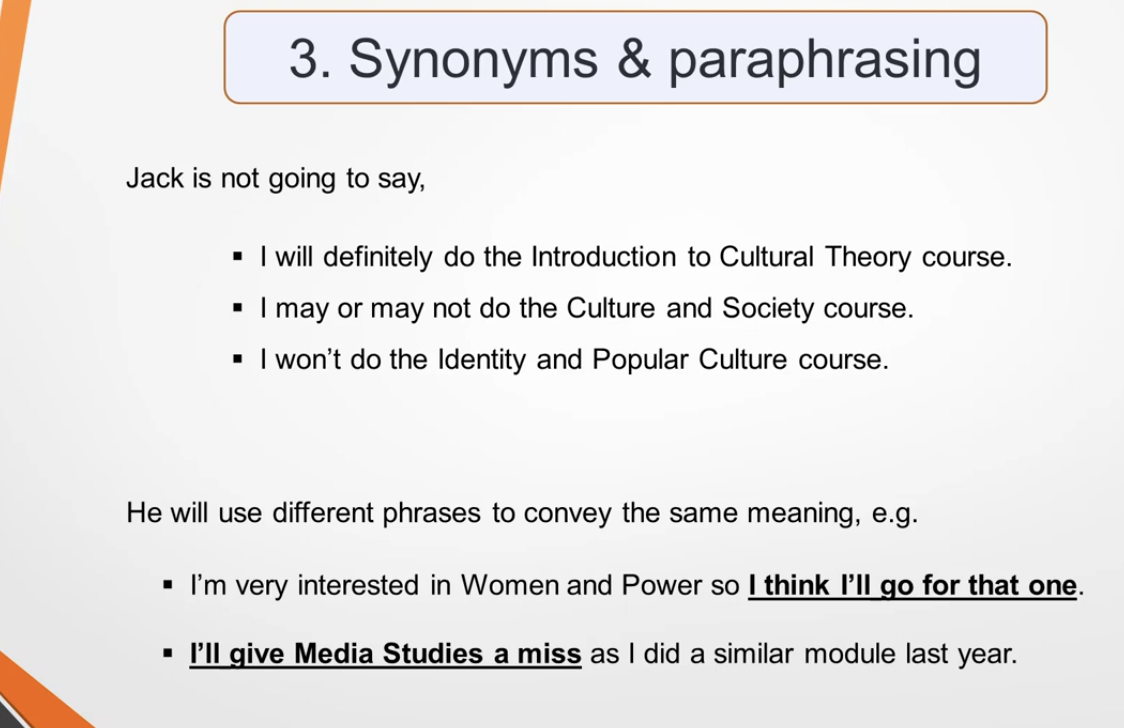 3. Synonyms & paraphrasing
Jack is not going to say,
▪ I will definitely do the Introduction to Cultural Theory course.
▪ I may or may not do the Culture and Society course.
▪ I won’t do the Identity and Popular Culture course.
He will use different phrases to convey the same meaning, e.g.
▪ I’m very interested in Women and Power so I think I’ll go for that one.
▪ I’ll give Media Studies a miss as I did a similar module last year.